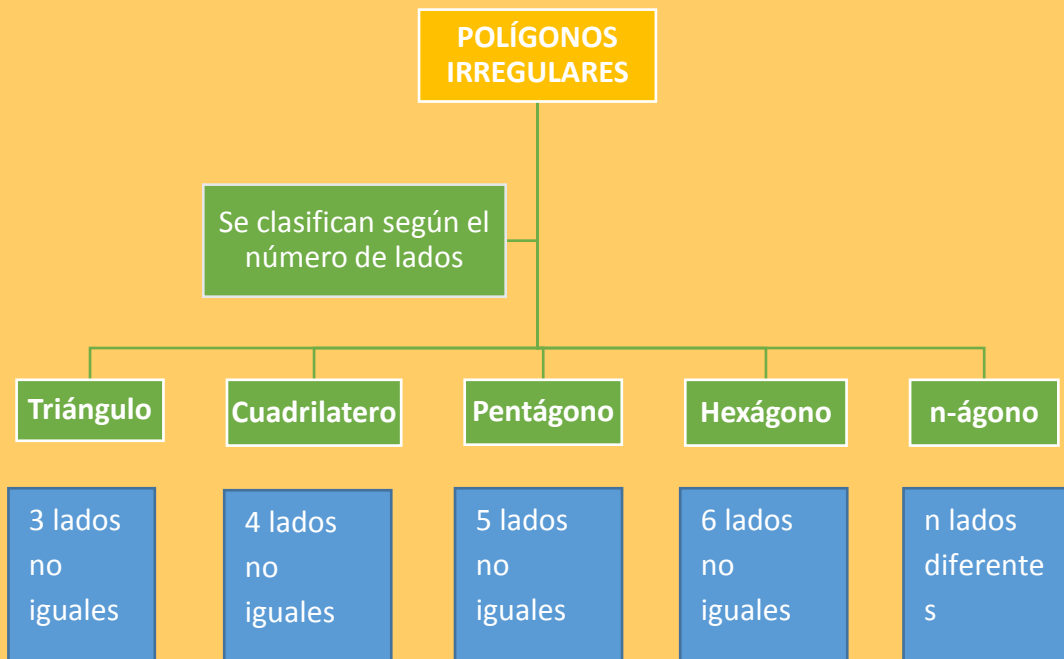 POLÍGONOS
IRREGULARES
Se clasifican según el
número de lados
Triángulo
Cuadrilatero
Pentágono
Hexágono
n-ágono
3 lados
no
iguales
4 lados
no
iguales
5 lados
no
iguales
6 lados
no
iguales
n lados
diferente
s